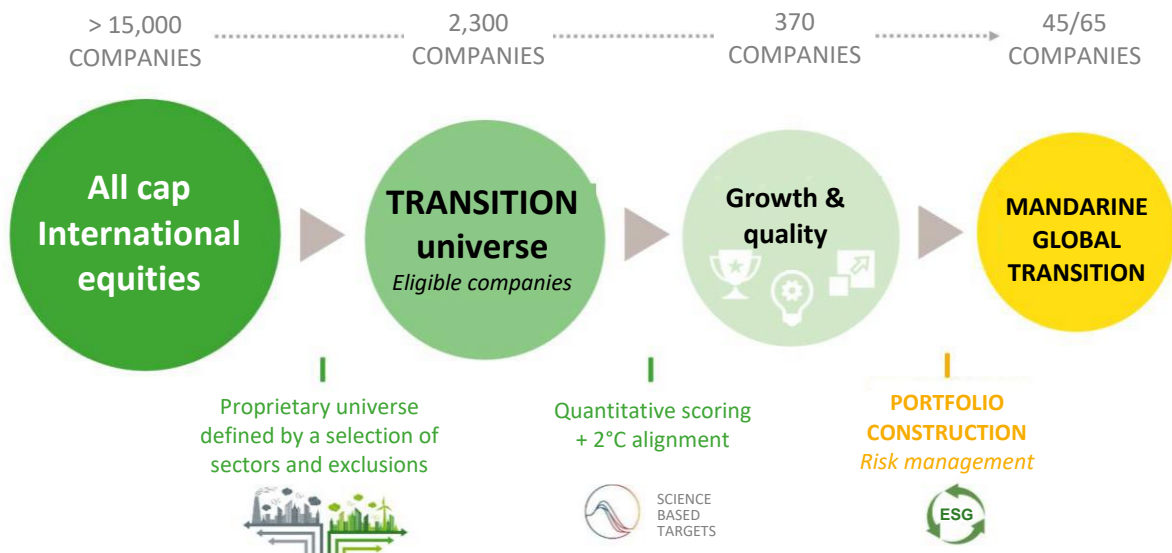 > 15,000
COMPANIES
2,300
COMPANIES
370
COMPANIES
45/65
COMPANIES
All cap
International
equities
TRANSITION
universe
Eligible companies
Growth &
quality
MANDARINE
GLOBAL
TRANSITION
Proprietary universe
defined by a selection of
sectors and exclusions
Quantitative scoring
+ 2°C alignment
SCIENCE
BASED
TARGETS
PORTFOLIO
CONSTRUCTION
Risk management
ESG